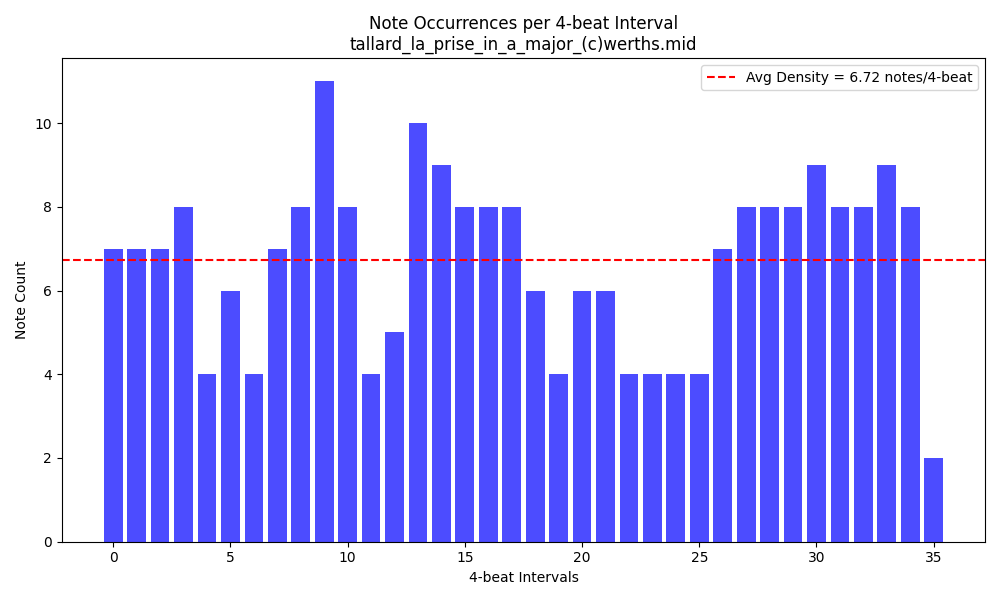 Note Occurrences per 4-beat Interval
tallard_la_prise_in_a_major_(c)werths.mid
Avg Density = 6.72 notes/4-beat
Note Count
10
8
6
4
2
0
0 5 10 15 20 25 30 35
4-beat Intervals